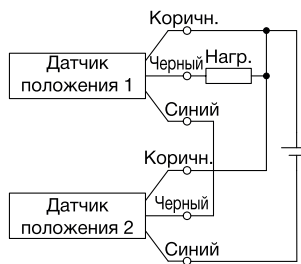 Коричн.
Датчик
положения 1
Черный
Нагр.
Синий
Коричн.
Датчик
положения 2
Черный
Синий